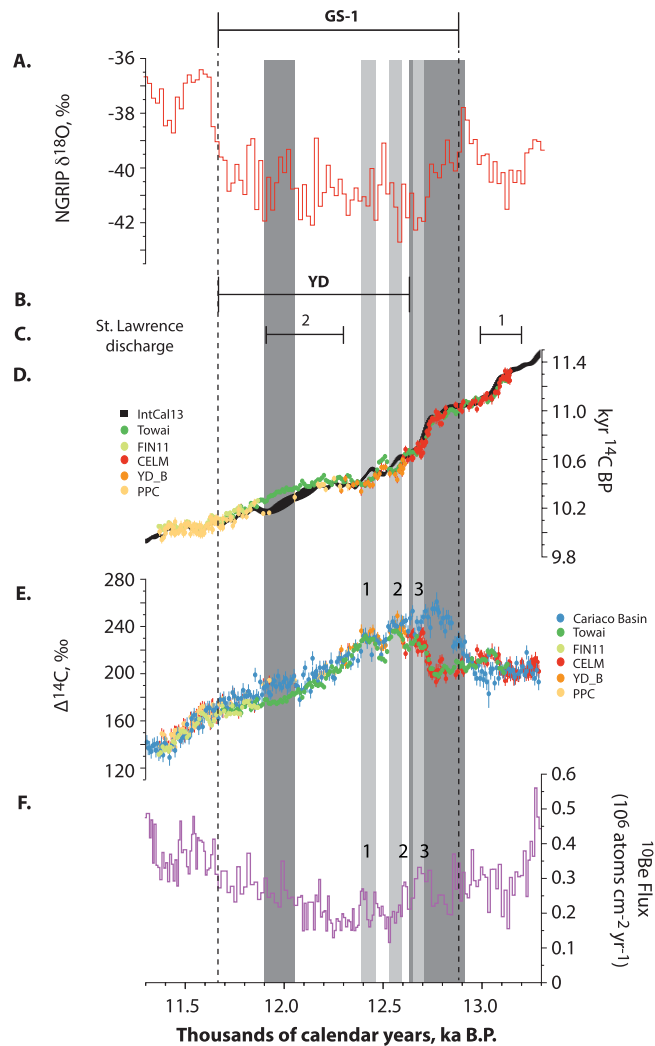 GS-1
A.
-36
-38
-40
-42
NGRIP δ18O, ‰
B.
YD
C.
St. Lawrence
discharge
2
1
D.
11.4
11.0
10.6
10.2
9.8
kyr 14C BP
IntCal13
Towai
FIN11
CELM
YD_B
PPC
E.
280
240
200
160
120
Δ14C, ‰
1
2
3
Cariaco Basin
Towai
FIN11
CELM
YD_B
PPC
F.
0.6
0.5
0.4
0.3
0.2
0.1
0
10Be Flux
(106 atoms cm-2 yr-1)
1
2
3
11.5
12.0
12.5
13.0
Thousands of calendar years, ka B.P.